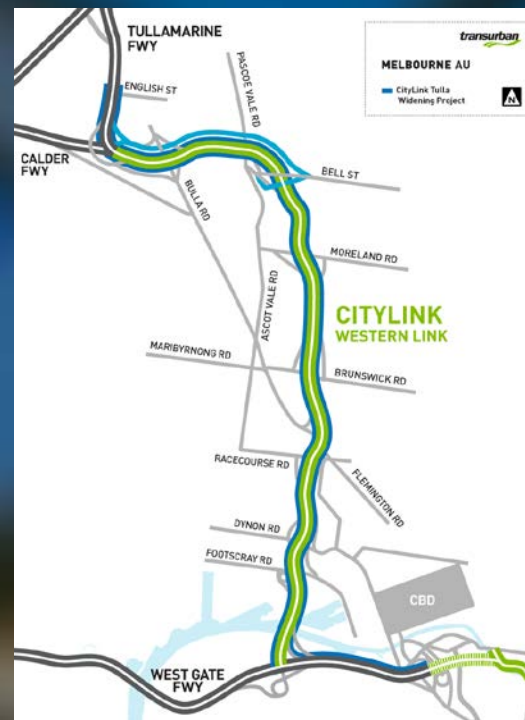 transurban
MELBOURNE AU
CityLink Tulla
Widening Project
N
TULLAMARINE
FWY
ENGLISH ST
PASCOE VALE RD
CALDER
FWY
BULLA RD
BELL ST
MORELAND RD
ASCOT VALE RD
CITYLINK
WESTERN LINK
MARIBYRNONG RD
BRUNSWICK RD
RACECOURSE RD
FLEMINGTON RD
DYNON RD
FOOTSCRAY RD
CBD
WEST GATE
FWY